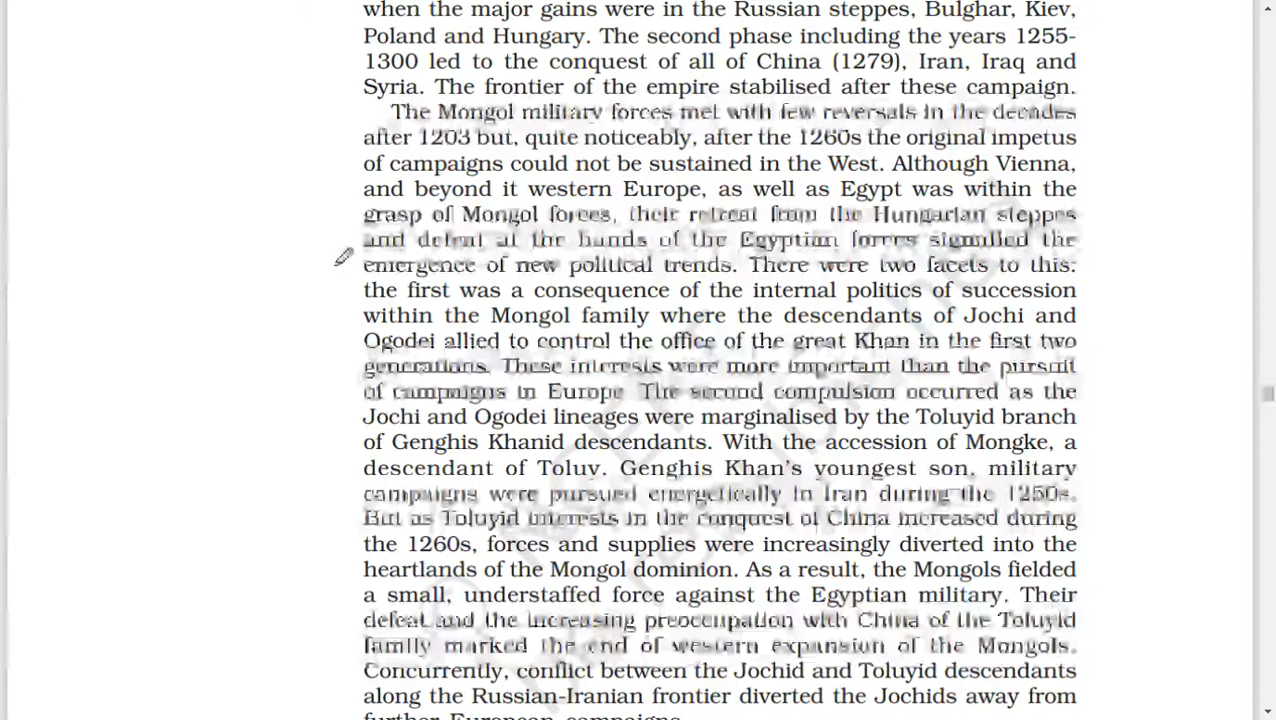 when the major gains were in the Russian steppes, Bulghar, Kiev,
Poland and Hungary. The second phase including the years 1255-
1300 led to the conquest of all of China (1279), Iran, Iraq and
Syria. The frontier of the empire stabilised after these campaign.
The Mongol military forces met with few reversals in the decades
after 1203 but, quite noticeably, after the 1260s the original impetus
of campaigns could not be sustained in the West. Although Vienna,
and beyond it western Europe, as well as Egypt was within the
grasp of Mongol forces, their retreat from the Hungarian steppes
and defeat at the hands of the Egyptian forces signalled the
emergence of new political trends. There were two facets to this:
the first was a consequence of the internal politics of succession
within the Mongol family where the descendants of Jochi and
Ogodei allied to control the office of the great Khan in the first two
generations. These interests were more important than the pursuit
of campaigns in Europe. The second compulsion occurred as the
Jochi and Ogodei lineages were marginalised by the Toluyid branch
of Genghis Khanid descendants. With the accession of Mongke, a
descendant of Toluy, Genghis Khan's youngest son, military
campaigns were pursued energetically in Iran during the 1250s.
But as Toluyid interests in the conquest of China increased during
the 1260s, forces and supplies were increasingly diverted into the
heartlands of the Mongol dominion. As a result, the Mongols fielded
a small, understaffed force against the Egyptian military. Their
defeat and the increasing preoccupation with China of the Toluyid
family marked the end of western expansion of the Mongols.
Concurrently, conflict between the Jochid and Toluyid descendants
along the Russian-Iranian frontier diverted the Jochids away from
further European campaigns.